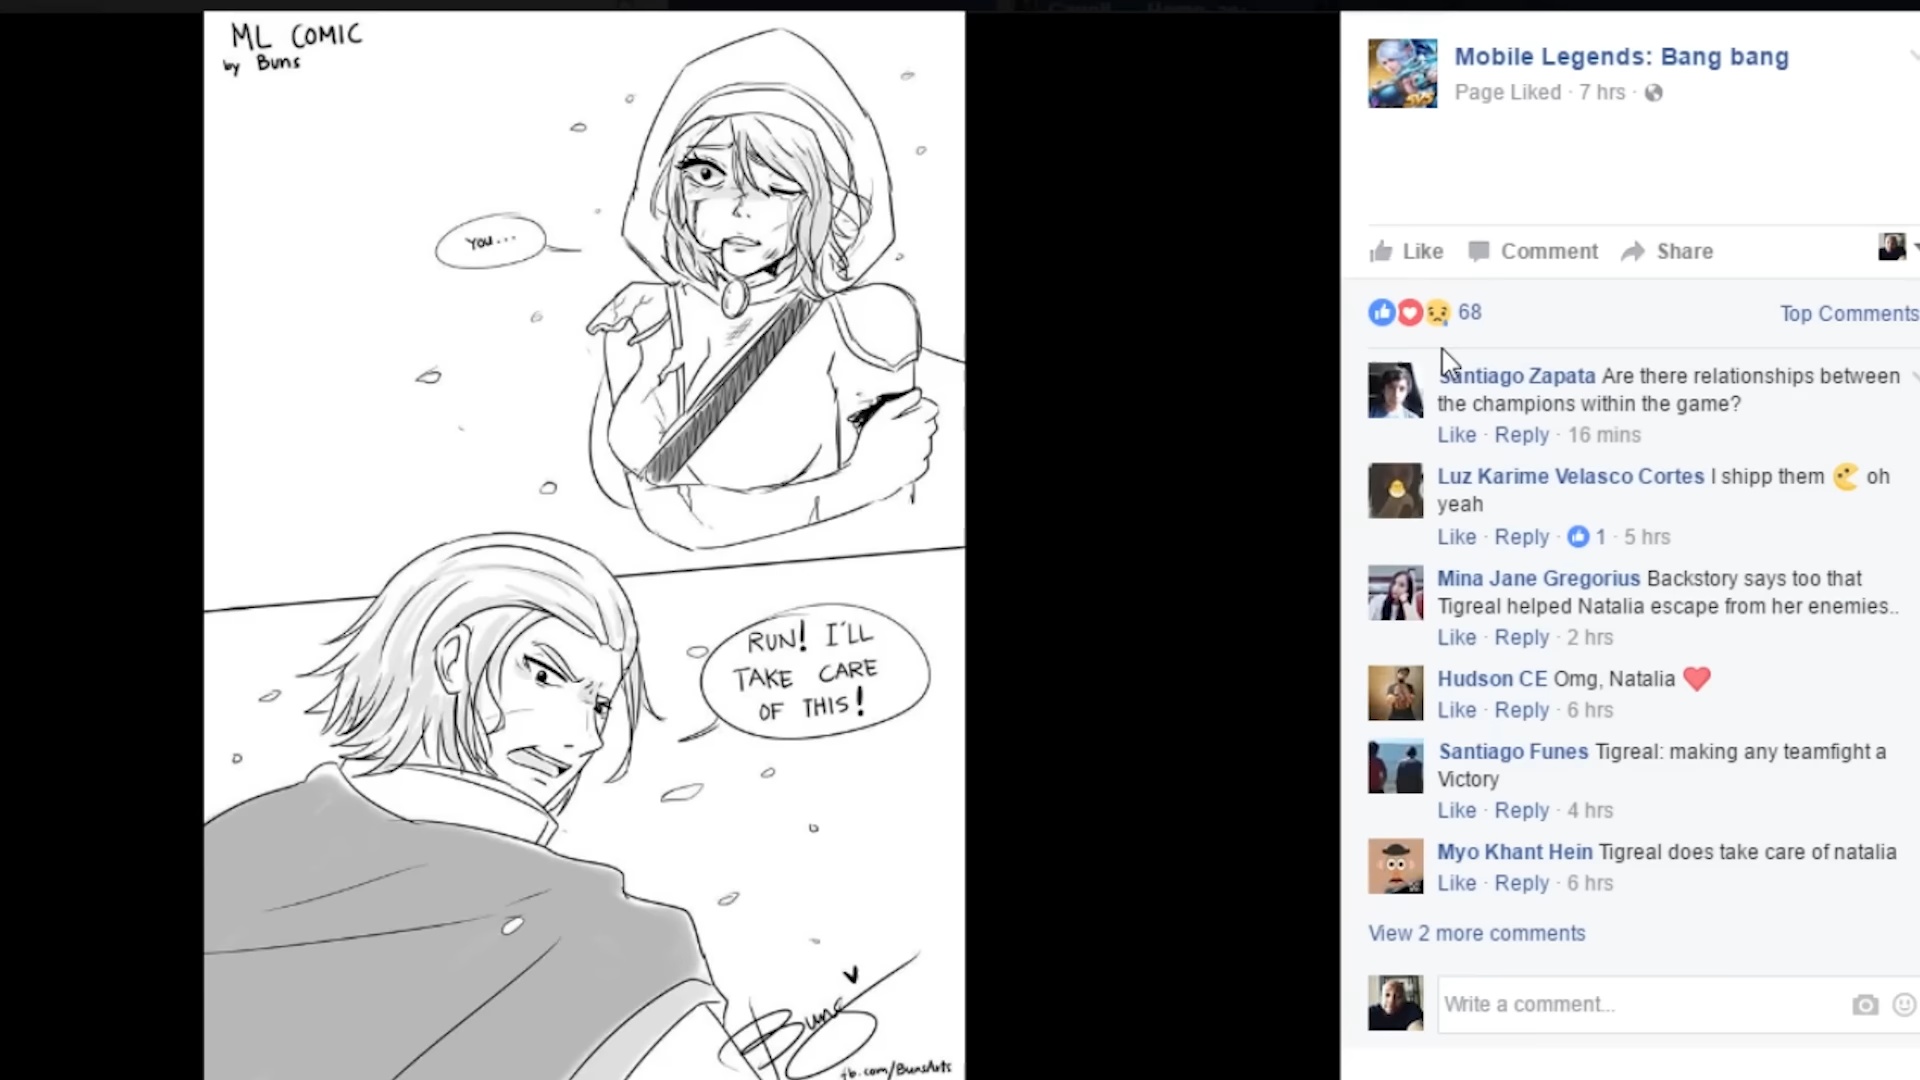 ML COMIC
by Buns
YOU...
RUN! I'LL
TAKE CARE
OF THIS!
Buns
fb.com/BunsArts
Mobile Legends: Bang bang
Page Liked · 7 hrs ·
Like Comment Share
68 Top Comments
Santiago Zapata Are there relationships between
the champions within the game?
Like · Reply · 16 mins
Luz Karime Velasco Cortes I shipp them oh
yeah
Like · Reply · 1 · 5 hrs
Mina Jane Gregorius Backstory says too that
Tigreal helped Natalia escape from her enemies..
Like · Reply · 2 hrs
Hudson CE Omg, Natalia
Like · Reply · 6 hrs
Santiago Funes Tigreal: making any teamfight a
Victory
Like · Reply · 4 hrs
Myo Khant Hein Tigreal does take care of natalia
Like · Reply · 6 hrs
View 2 more comments
Write a comment...